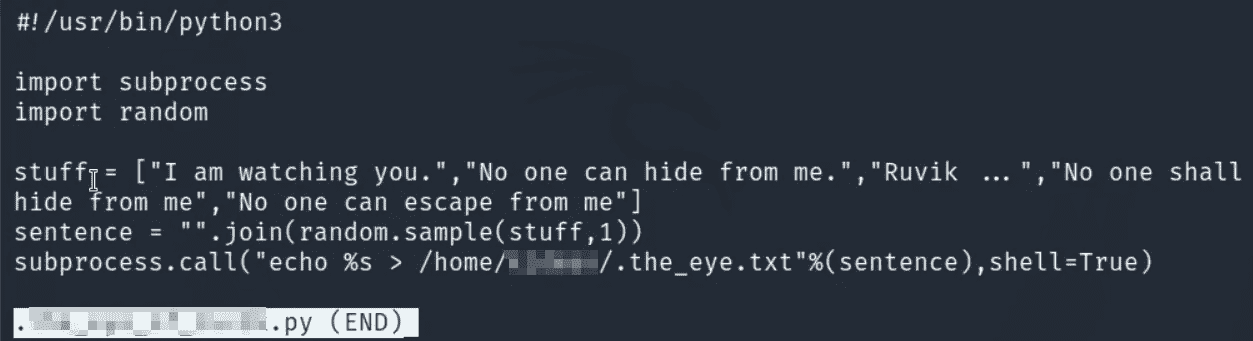 #!/usr/bin/python3
import subprocess
import random
stuff = ["I am watching you.","No one can hide from me.","Ruvik ...","No one shall
hide from me","No one can escape from me"]
sentence = "".join(random.sample(stuff,1))
subprocess.call("echo %s > /home/ /.the_eye.txt"%(sentence),shell=True)
. .py (END)